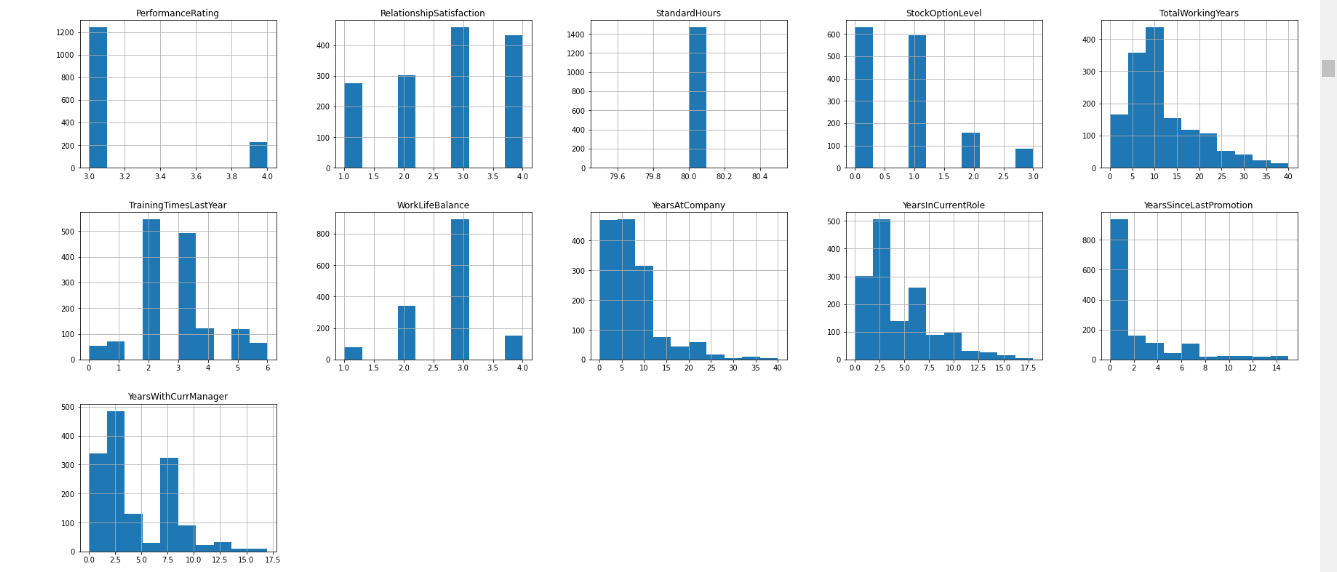 PerformanceRating
1200
1000
800
600
400
200
0
3.0 3.2 3.4 3.6 3.8 4.0
RelationshipSatisfaction
400
300
200
100
0
1.0 1.5 2.0 2.5 3.0 3.5 4.0
StandardHours
1400
1200
1000
800
600
400
200
0
79.6 79.8 80.0 80.2 80.4
StockOptionLevel
600
500
400
300
200
100
0
0.0 0.5 1.0 1.5 2.0 2.5 3.0
TotalWorkingYears
400
300
200
100
0
0 5 10 15 20 25 30 35 40
TrainingTimesLastYear
500
400
300
200
100
0
0 1 2 3 4 5 6
WorkLifeBalance
800
600
400
200
0
1.0 1.5 2.0 2.5 3.0 3.5 4.0
YearsAtCompany
400
300
200
100
0
0 5 10 15 20 25 30 35 40
YearsInCurrentRole
500
400
300
200
100
0
0.0 2.5 5.0 7.5 10.0 12.5 15.0 17.5
YearsSinceLastPromotion
800
600
400
200
0
0 2 4 6 8 10 12 14
YearsWithCurrManager
500
400
300
200
100
0
0.0 2.5 5.0 7.5 10.0 12.5 15.0 17.5